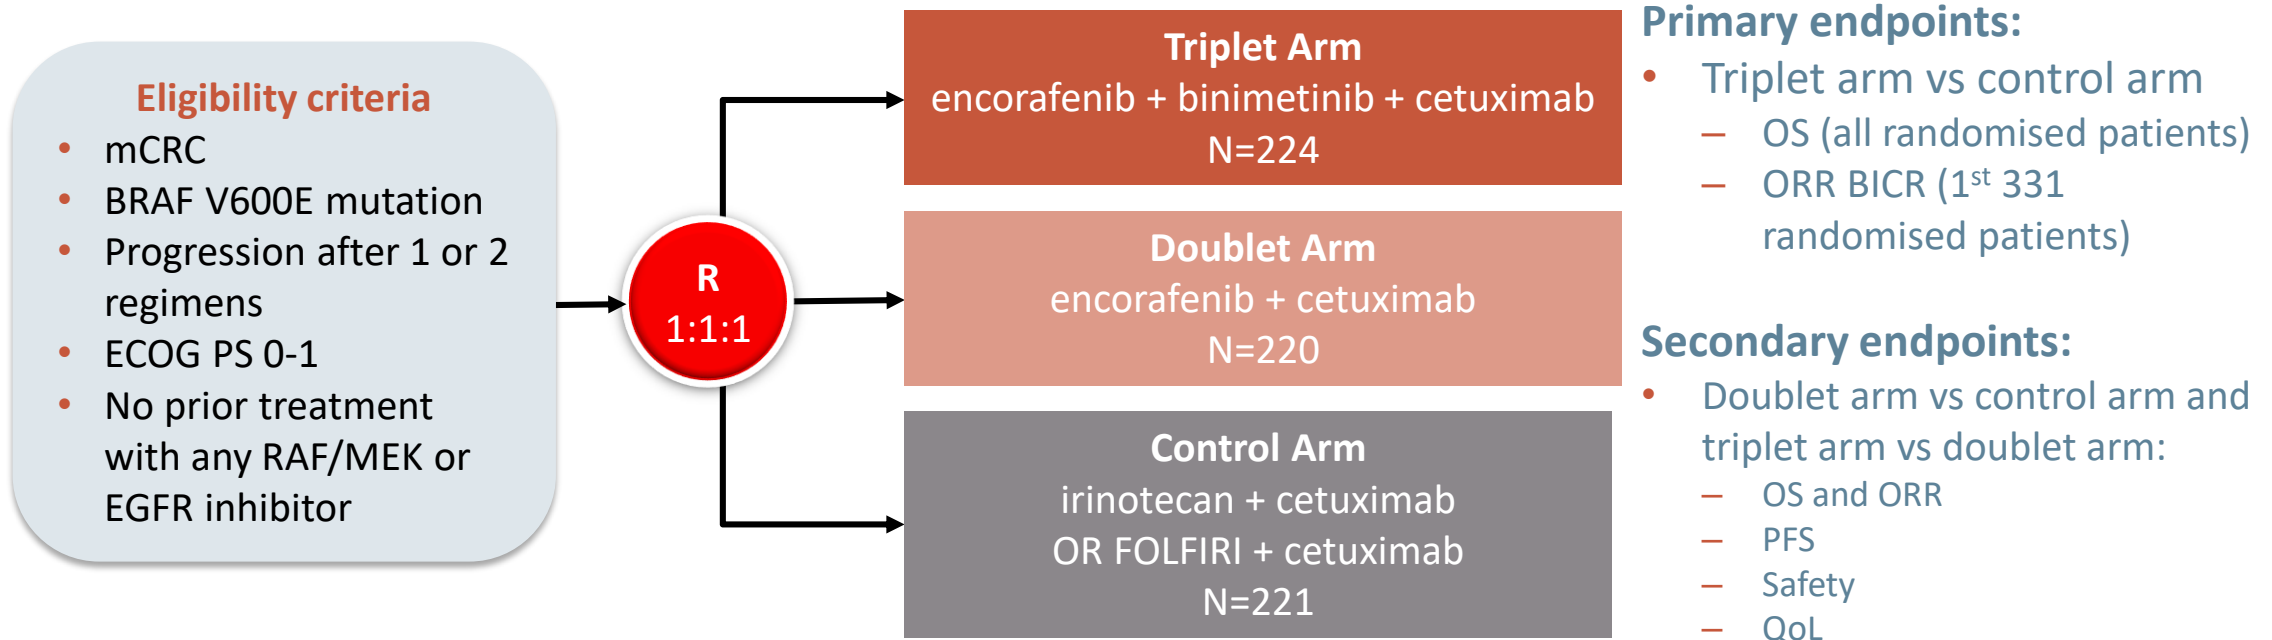 Eligibility criteria
• mCRC
• BRAF V600E mutation
• Progression after 1 or 2
regimens
• ECOG PS 0-1
• No prior treatment
with any RAF/MEK or
EGFR inhibitor
R
1:1:1
Triplet Arm
encorafenib + binimetinib + cetuximab
N=224
Doublet Arm
encorafenib + cetuximab
N=220
Control Arm
irinotecan + cetuximab
OR FOLFIRI + cetuximab
N=221
Primary endpoints:
• Triplet arm vs control arm
– OS (all randomised patients)
– ORR BICR (1st 331
randomised patients)
Secondary endpoints:
• Doublet arm vs control arm and
triplet arm vs doublet arm:
– OS and ORR
– PFS
– Safety
– QoL